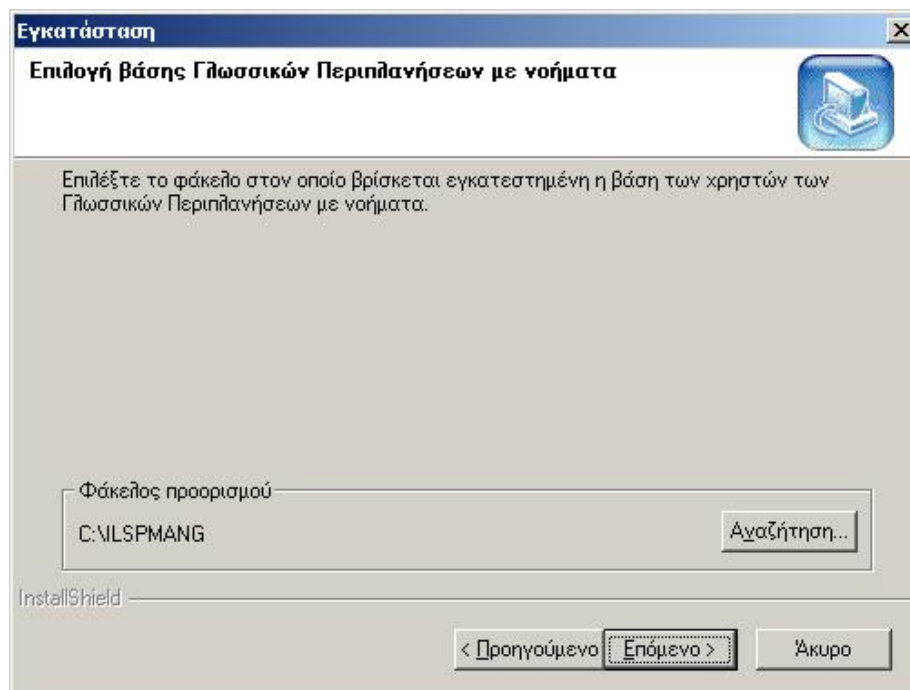 Εγκατάσταση
Επιλογή βάσης Γλωσσικών Περιπλανήσεων με νοήματα
Επιλέξτε το φάκελο στον οποίο βρίσκεται εγκατεστημένη η βάση των χρηστών των
Γλωσσικών Περιπλανήσεων με νοήματα.
Φάκελος προορισμού
C:\ILSPMANG
Αναζήτηση...
InstallShield
< Προηγούμενο Επόμενο > Άκυρο